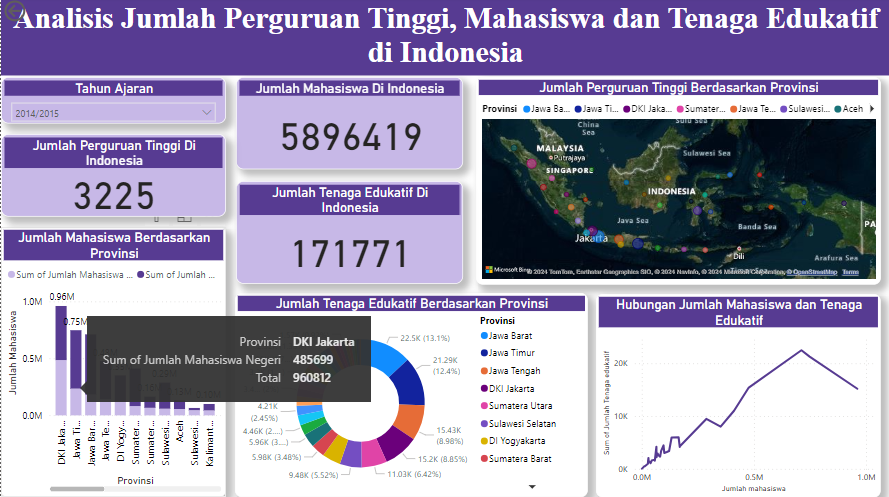 Analisis Jumlah Perguruan Tinggi, Mahasiswa dan Tenaga Edukatif
di Indonesia
Tahun Ajaran
2014/2015
Jumlah Perguruan Tinggi Di
Indonesia
3225
Jumlah Mahasiswa Di Indonesia
5896419
Jumlah Tenaga Edukatif Di
Indonesia
171771
Jumlah Perguruan Tinggi Berdasarkan Provinsi
Provinsi Jawa Ba... Jawa Ti... DKI Jaka... Sumater... Jawa Te... Sulawesi... Aceh
China
Sea
Sulu Sea
MALAYSIA
Putrajaya
SINGAPORE
Sulawesi Sea
INDONESIA
Java Sea
Jakarta
Banda Sea
PA
Dili
Timor Sea
Arafura Sea
Microsoft Bing
© 2024 TomTom, Earthstar Geographics SIO, © 2024 Microsoft Corporation, © OpenStreetMap Terms
Jumlah Mahasiswa Berdasarkan
Provinsi
Sum of Jumlah Mahasiswa ... Sum of Jumlah ...
Jumlah Mahasiswa
1.0M
0.5M
0.0M
0.96M
0.75M
DKI Jaka...
Jawa Ti...
Jawa Bar...
Jawa Te...
DI Yogy...
Sumater...
Sumater...
Sulawesi...
Aceh
Sulawesi...
Kalimant...
Provinsi
Provinsi DKI Jakarta
Sum of Jumlah Mahasiswa Negeri 485699
Total 960812
Jumlah Tenaga Edukatif Berdasarkan Provinsi
22.5K (13.1%)
21.29K
(12.4%)
15.43K
(8.98%)
15.2K (8.85%)
11.03K (6.42%)
9.48K (5.52%)
5.98K (3.48%)
5.96K (3....)
4.46K (2....)
4.21K
(2.45%)
Provinsi
Jawa Barat
Jawa Timur
Jawa Tengah
DKI Jakarta
Sumatera Utara
Sulawesi Selatan
DI Yogyakarta
Sumatera Barat
Hubungan Jumlah Mahasiswa dan Tenaga
Edukatif
Sum of Jumlah Tenaga edukatif
20K
10K
0K
0.0M
0.5M
1.0M
Jumlah mahasiswa